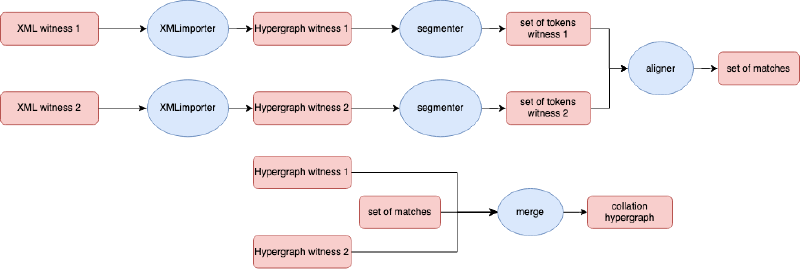 XML witness 1
XMLimporter
Hypergraph witness 1
segmenter
set of tokens
witness 1
aligner
set of matches
XML witness 2
XMLimporter
Hypergraph witness 2
segmenter
set of tokens
witness 2
Hypergraph witness 1
set of matches
merge
collation
hypergraph
Hypergraph witness 2